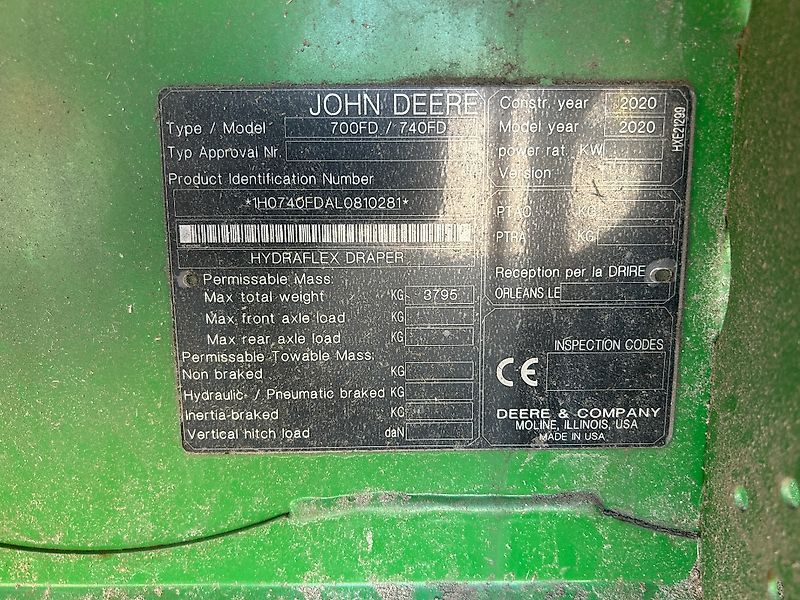 JOHN DEERE
Type / Model 700FD / 740FD
Typ Approval Nr.
Product Identification Number
*1H0740FDAL0810281*
HYDRAFLEX DRAPER
Permissable Mass:
Max total weight KG 3795
Max front axle load KG
Max rear axle load KG
Permissable Towable Mass:
Non braked KG
Hydraulic- / Pneumatic braked KG
Inertia-braked KG
Vertical hitch load daN
Constr. year 2020
Model year 2020
power rat. KW
Version
PTAC KG
PTRA KG
Reception per la DRIRE
ORLEANS LE
INSPECTION CODES
CE
DEERE & COMPANY
MOLINE, ILLINOIS, USA
MADE IN USA
HXE21299